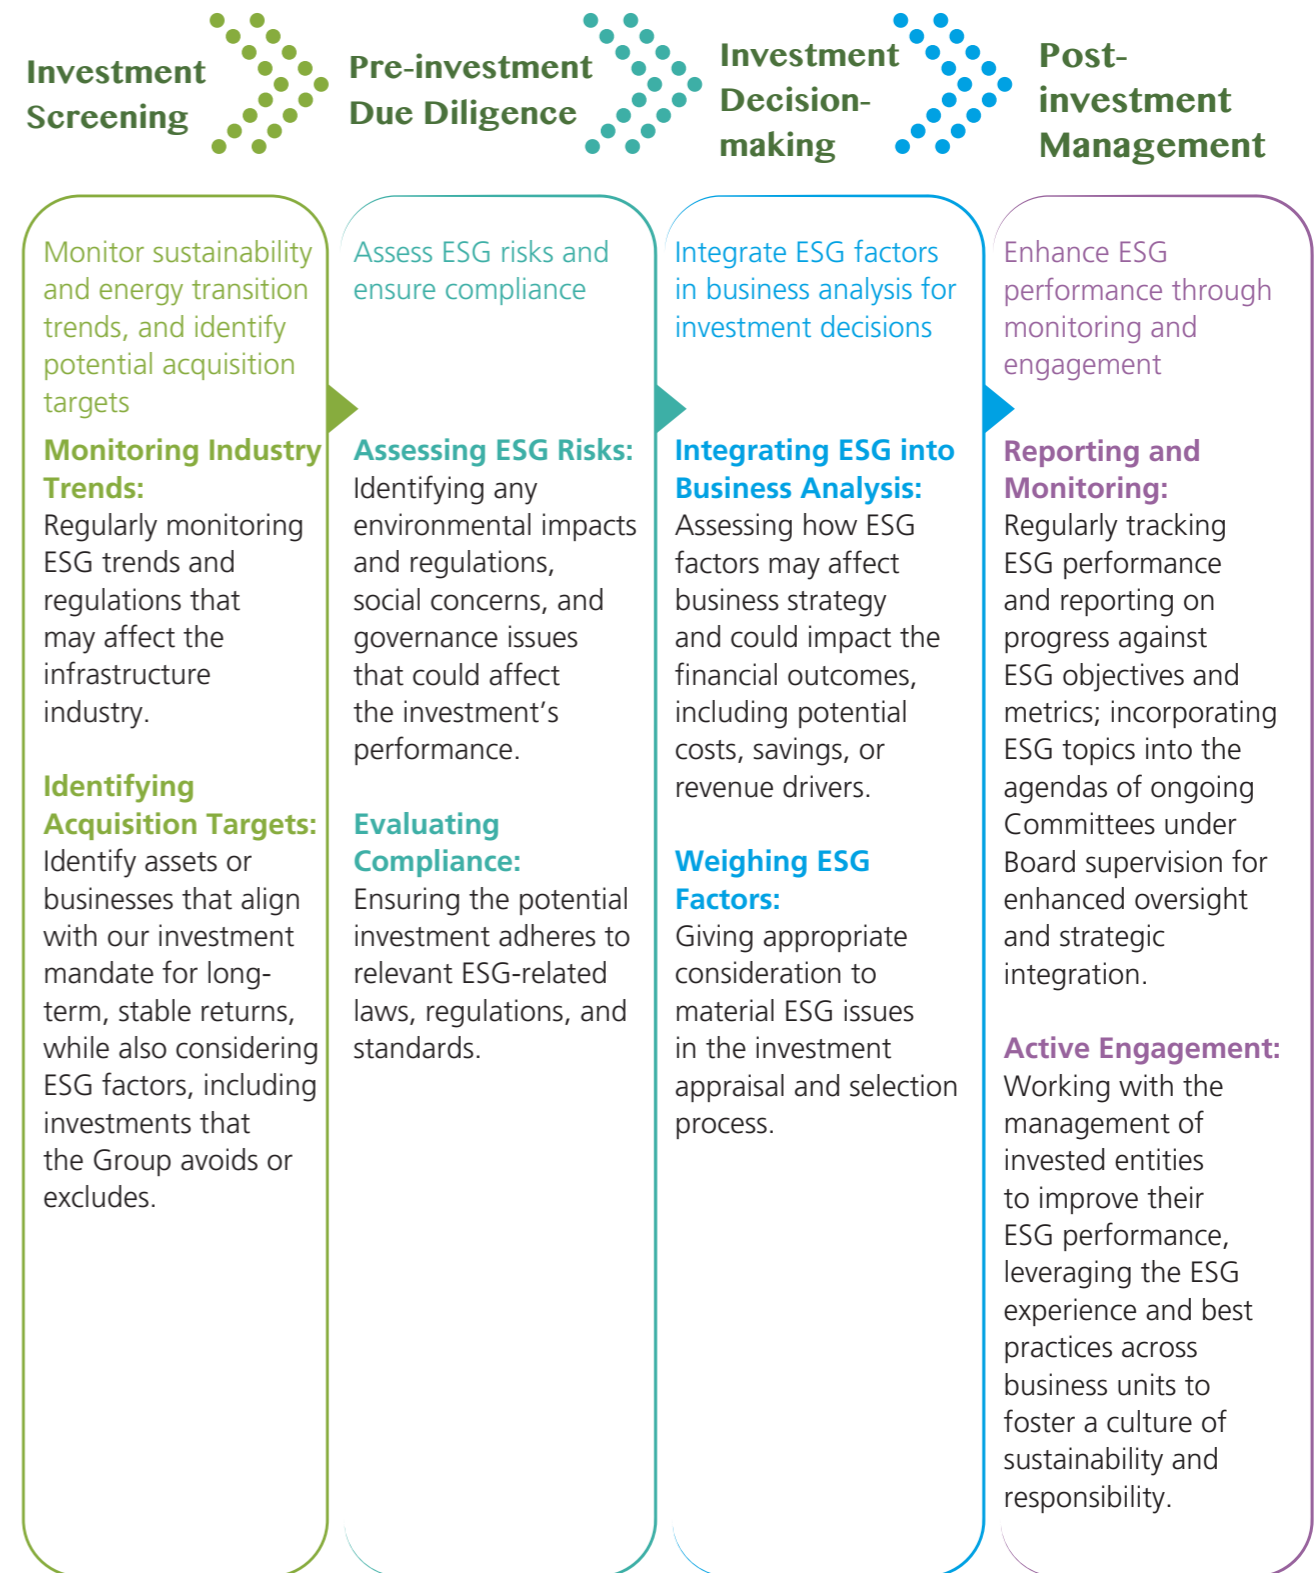 Investment
Screening
Pre-investment
Due Diligence
Investment
Decision-
making
Post-
investment
Management
Monitor sustainability
and energy transition
trends, and identify
potential acquisition
targets
Monitoring Industry
Trends:
Regularly monitoring
ESG trends and
regulations that
may affect the
infrastructure
industry.
Identifying
Acquisition Targets:
Identify assets or
businesses that align
with our investment
mandate for long-
term, stable returns,
while also considering
ESG factors, including
investments that
the Group avoids or
excludes.
Assess ESG risks and
ensure compliance
Assessing ESG Risks:
Identifying any
environmental impacts
and regulations,
social concerns, and
governance issues
that could affect
the investment’s
performance.
Evaluating
Compliance:
Ensuring the potential
investment adheres to
relevant ESG-related
laws, regulations, and
standards.
Integrate ESG factors
in business analysis for
investment decisions
Integrating ESG into
Business Analysis:
Assessing how ESG
factors may affect
business strategy
and could impact the
financial outcomes,
including potential
costs, savings, or
revenue drivers.
Weighing ESG
Factors:
Giving appropriate
consideration to
material ESG issues
in the investment
appraisal and selection
process.
Enhance ESG
performance through
monitoring and
engagement
Reporting and
Monitoring:
Regularly tracking
ESG performance
and reporting on
progress against
ESG objectives and
metrics; incorporating
ESG topics into the
agendas of ongoing
Committees under
Board supervision for
enhanced oversight
and strategic
integration.
Active Engagement:
Working with the
management of
invested entities
to improve their
ESG performance,
leveraging the ESG
experience and best
practices across
business units to
foster a culture of
sustainability and
responsibility.